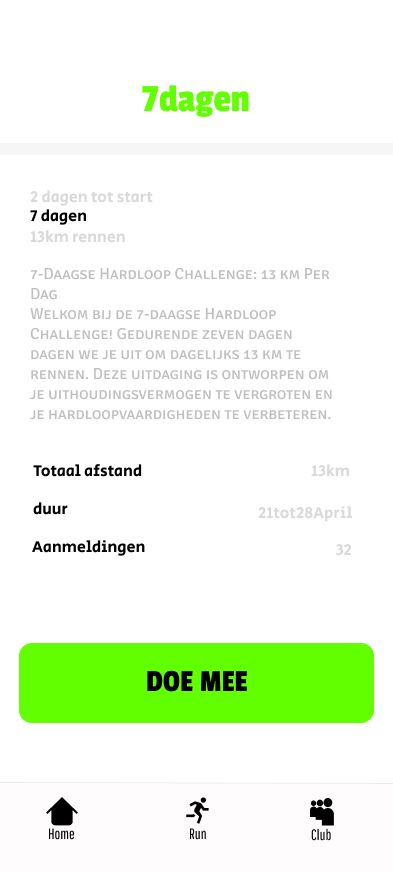 7dagen
2 dagen tot start
7 dagen
13km rennen
7-Daagse Hardloop Challenge: 13 km Per
Dag
Welkom bij de 7-daagse Hardloop
Challenge! Gedurende zeven dagen
dagen we je uit om dagelijks 13 km te
rennen. Deze uitdaging is ontworpen om
je uithoudingsvermogen te vergroten en
je hardloopvaardigheden te verbeteren.
Totaal afstand 13km
duur 21tot28April
Aanmeldingen 32
DOE MEE
Home Run Club